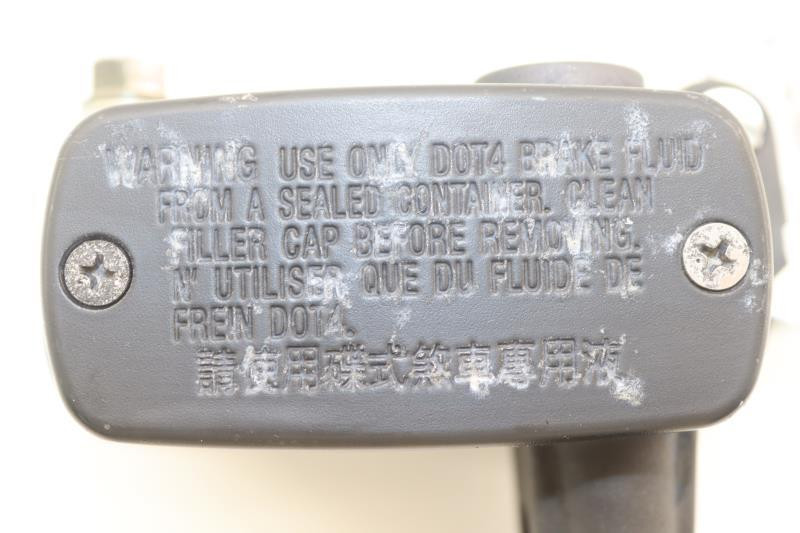 WARNING USE ONLY DOT4 BRAKE FLUID
FROM A SEALED CONTAINER. CLEAN
FILLER CAP BEFORE REMOVING.
N' UTILISER QUE DU FLUIDE DE
FREIN DOT4.
請使用碟式煞車專用液